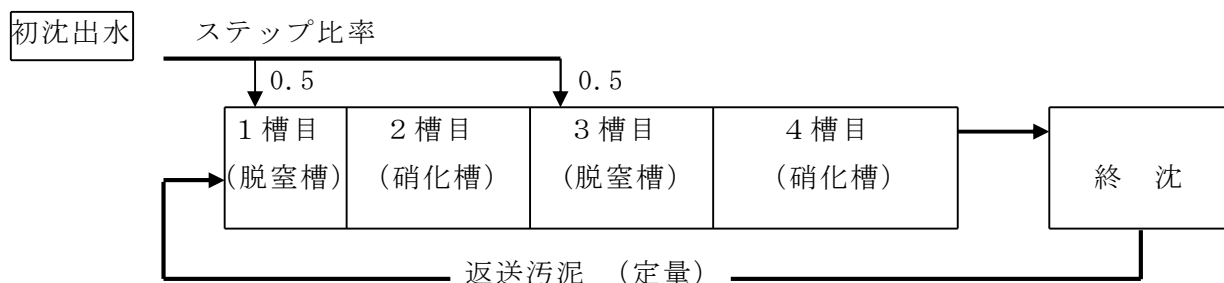 初沈出水 ステップ比率
0.5 0.5
1槽目 2槽目 3槽目 4槽目
(脱窒槽) (硝化槽) (脱窒槽) (硝化槽) 終 沈
返送汚泥 (定量)